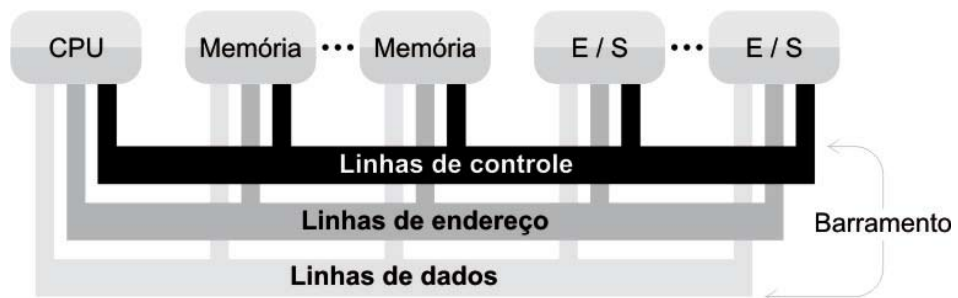 CPU
Memória ••• Memória
E / S ••• E / S
Linhas de controle
Linhas de endereço
Barramento
Linhas de dados